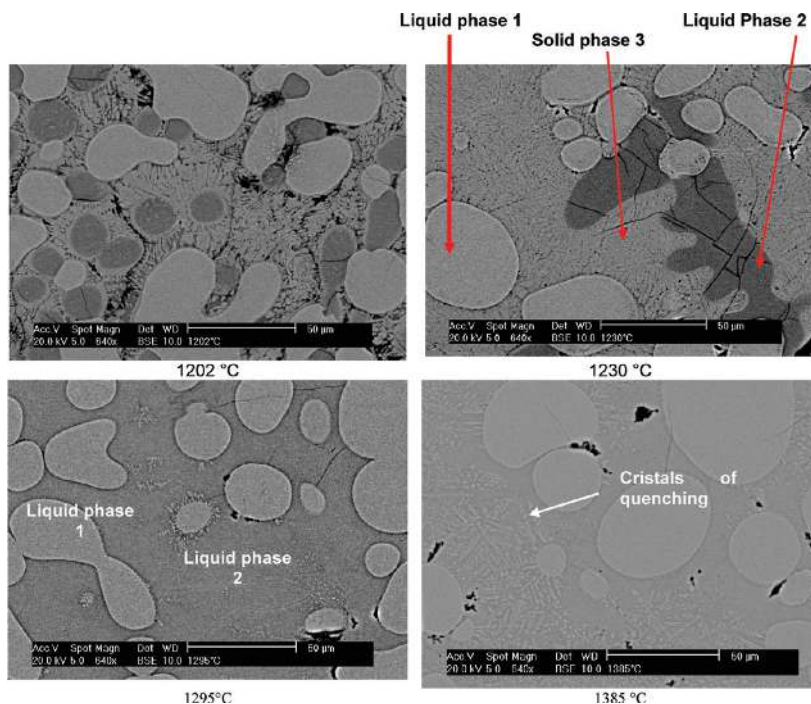 Liquid phase 1
Solid phase 3
Liquid Phase 2
Acc.V Spot Magn Det WD 50 µm
20.0 kV 5.0 640x BSE 10.0 1202°C
1202 °C
Acc.V Spot Magn Det WD 50 µm
20.0 kV 5.0 640x BSE 10.0 1230°C
1230 °C
Liquid phase
1
Liquid phase
2
Acc.V Spot Magn Det WD 50 µm
20.0 kV 5.0 640x BSE 10.0 1295°C
1295°C
Cristals of
quenching
Acc.V Spot Magn Det WD 50 µm
20.0 kV 5.0 640x BSE 10.0 1385°C
1385 °C